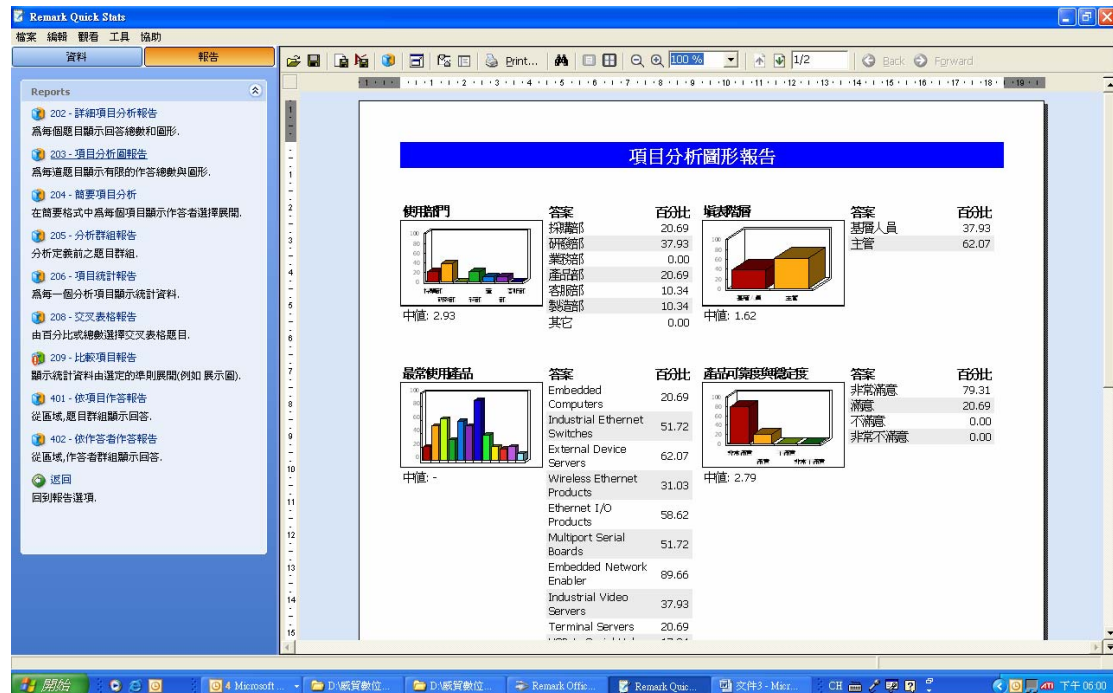 Remark Quick Stats
檔案 編輯 觀看 工具 協助
資料 報告
Print... 100 % 1/2 Back Forward
Reports
202 - 詳細項目分析報告
為每個題目顯示回答總數和圖形.
203 - 項目分析圖報告
為每道題目顯示有限的作答總數與圖形.
204 - 簡要項目分析
在簡要格式中為每個項目顯示作答者選擇展開.
205 - 分析群組報告
分析定義前之題目群組.
206 - 項目統計報告
為每一個分析項目顯示統計資料.
208 - 交叉表格報告
由百分比或總數選擇交叉表格題目.
209 - 比較項目報告
顯示統計資料由選定的準則展開(例如 展示圖).
401 - 依項目作答報告
從區域,題目群組顯示回答.
402 - 依作答者作答報告
從區域,作答者群組顯示回答.
返回
回到報告選項.
項目分析圖形報告
使用部門 答案 百分比
採購部 20.69
研發部 37.93
業務部 0.00
產品部 20.69
客服部 10.34
製造部 10.34
其它 0.00
中值: 2.93
填表階層 答案 百分比
基層人員 37.93
主管 62.07
中值: 1.62
最常使用產品 答案 百分比
Embedded
Computers 20.69
Industrial Ethernet
Switches 51.72
External Device
Servers 62.07
Wireless Ethernet
Products 31.03
Ethernet I/O
Products 58.62
Multiport Serial
Boards 51.72
Embedded Network
Enabler 89.66
Industrial Video
Servers 37.93
Terminal Servers 20.69
中值: -
產品可靠度與穩定度 答案 百分比
非常滿意 79.31
滿意 20.69
不滿意 0.00
非常不滿意 0.00
中值: 2.79
開始 4 Microsoft ... D:\威貿數位... D:\威貿數位... Remark Offic... Remark Quic... 文件3 - Micr... CH 下午 06:00